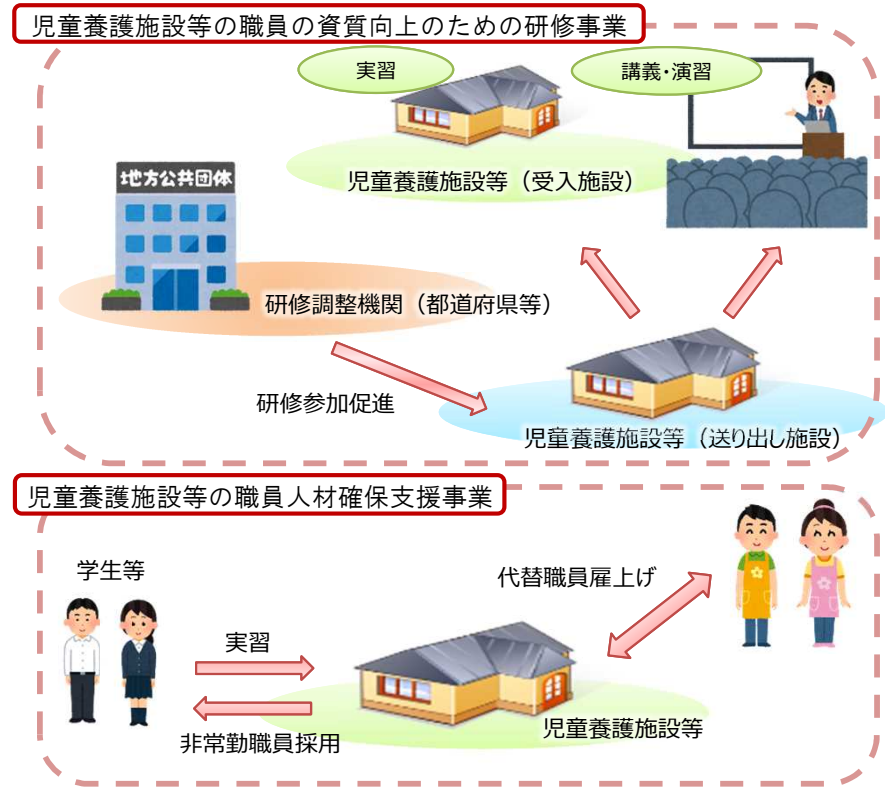 児童養護施設等の職員の資質向上のための研修事業
実習
講義・演習
児童養護施設等（受入施設）
地方公共団体
研修調整機関（都道府県等）
研修参加促進
児童養護施設等（送り出し施設）
児童養護施設等の職員人材確保支援事業
学生等
代替職員雇上げ
実習
児童養護施設等
非常勤職員採用